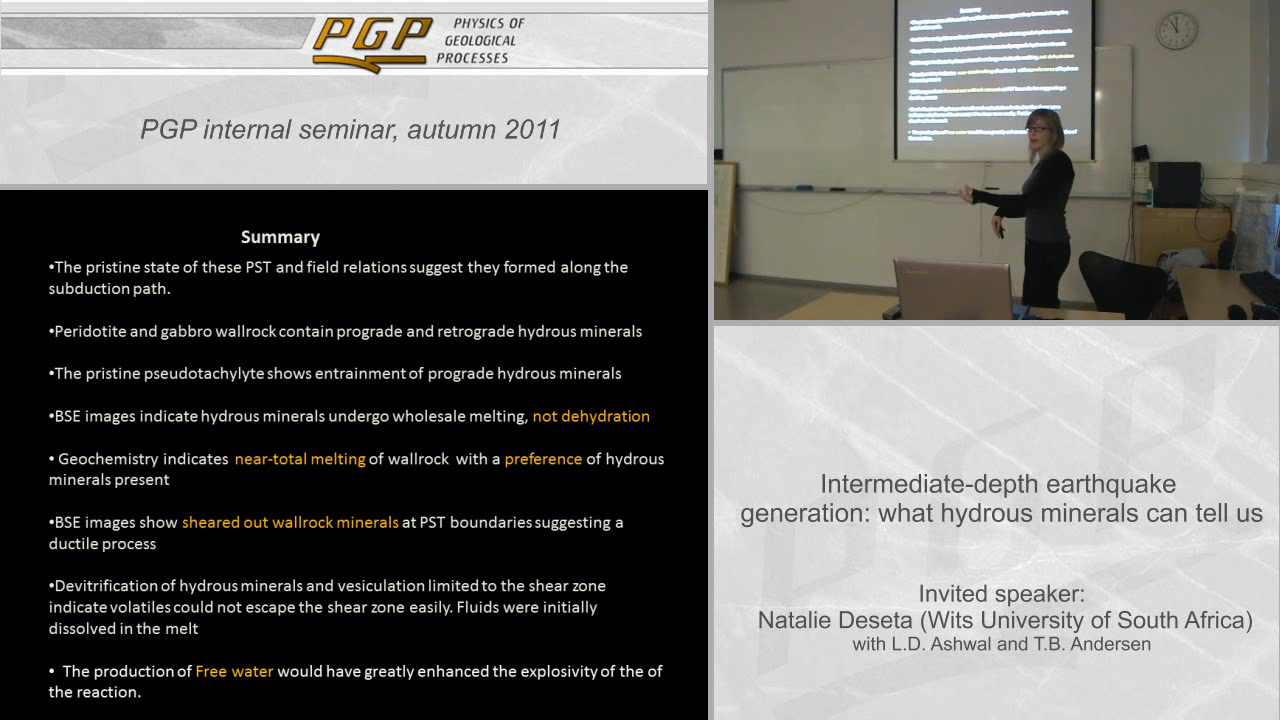 PGP
PHYSICS OF
GEOLOGICAL
PROCESSES
PGP internal seminar, autumn 2011
Summary
•The pristine state of these PST and field relations suggest they formed along the
subduction path.
•Peridotite and gabbro wallrock contain prograde and retrograde hydrous minerals
•The pristine pseudotachylyte shows entrainment of prograde hydrous minerals
•BSE images indicate hydrous minerals undergo wholesale melting, not dehydration
• Geochemistry indicates near-total melting of wallrock with a preference of hydrous
minerals present
•BSE images show sheared out wallrock minerals at PST boundaries suggesting a
ductile process
•Devitrification of hydrous minerals and vesiculation limited to the shear zone
indicate volatiles could not escape the shear zone easily. Fluids were initially
dissolved in the melt
• The production of Free water would have greatly enhanced the explosivity of the of
the reaction.
Summary
Intermediate-depth earthquake
generation: what hydrous minerals can tell us
Invited speaker:
Natalie Deseta (Wits University of South Africa)
with L.D. Ashwal and T.B. Andersen